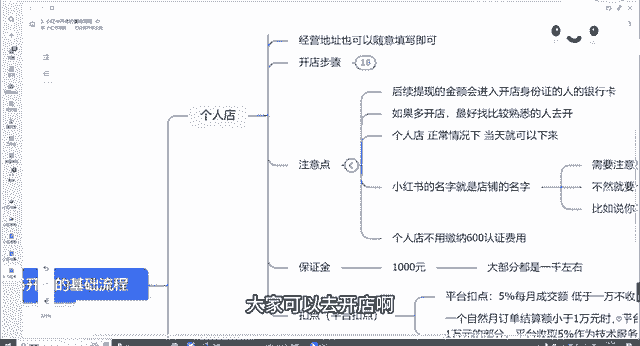 经营地址也可以随意填写即可
开店步骤
18
后续提现的金额会进入开店身份证的人的银行卡
个人店
如果多开店，最好找比较熟悉的人去开
个人店 正常情况下 当天就可以下来
需要注意
注意点
小红书的名字就是店铺的名字
不然就要
比如说你
个人店不用缴纳600认证费用
的基础流程
保证金
1000元
大部都是一千左右
大家可以去开店啊
扣点（平台扣点）
平台扣点：5%每月成交额 低于一万不收
一个自然月订单结算额小于1万元时，
1万元的部分，平台收取5%作为技术服务